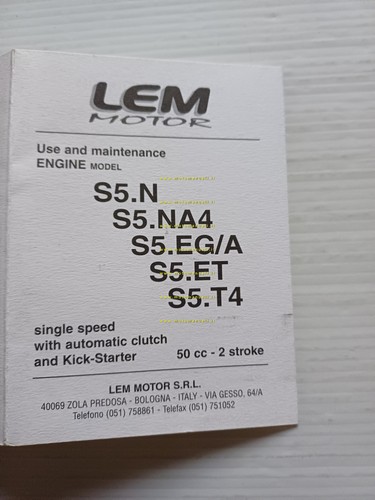 LEM
MOTOR
Use and maintenance
ENGINE MODEL
S5.N
S5.NA4
S5.EG/A
S5.ET
S5.T4
single speed
with automatic clutch
and Kick-Starter 50 cc - 2 stroke
LEM MOTOR S.R.L.
40069 ZOLA PREDOSA - BOLOGNA - ITALY - VIA GESSO, 64/A
Telefono (051) 758861 - Telefax (051) 751052